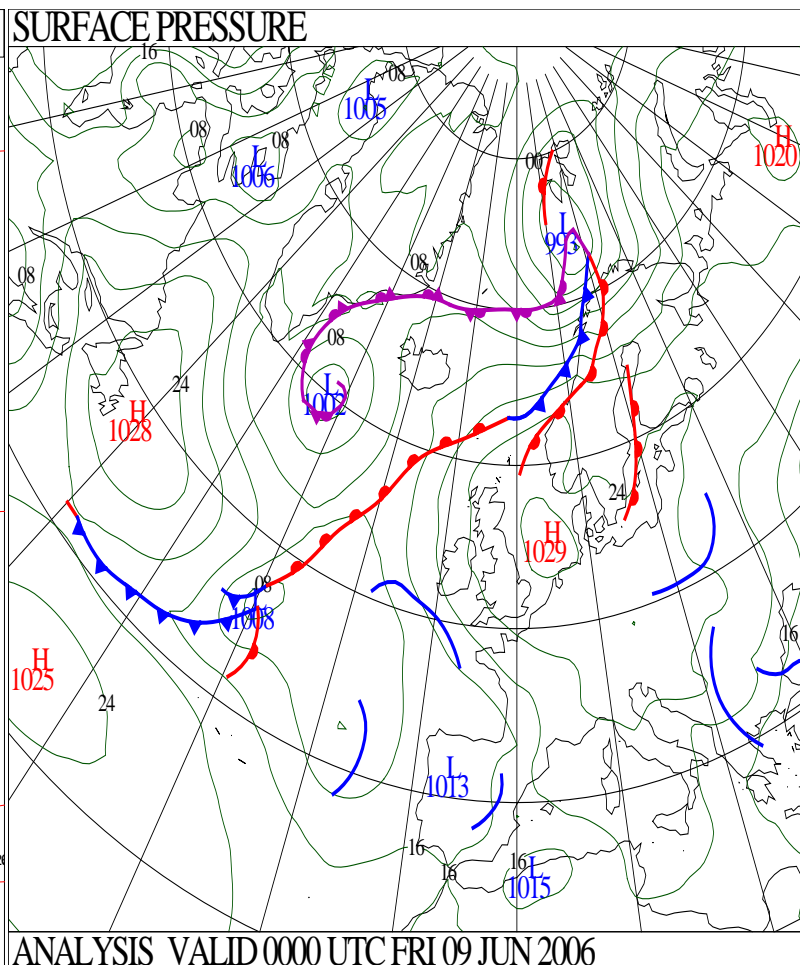 SURFACE PRESSURE
16
08
L
1005
08
08
H
1020
L
1006
00
L
993
08
08
08
24
L
1002
H
1028
24
H
1029
08
1008
16
H
1025
24
L
1013
16
16
16
L
1015
ANALYSIS VALID 0000 UTC FRI 09 JUN 2006